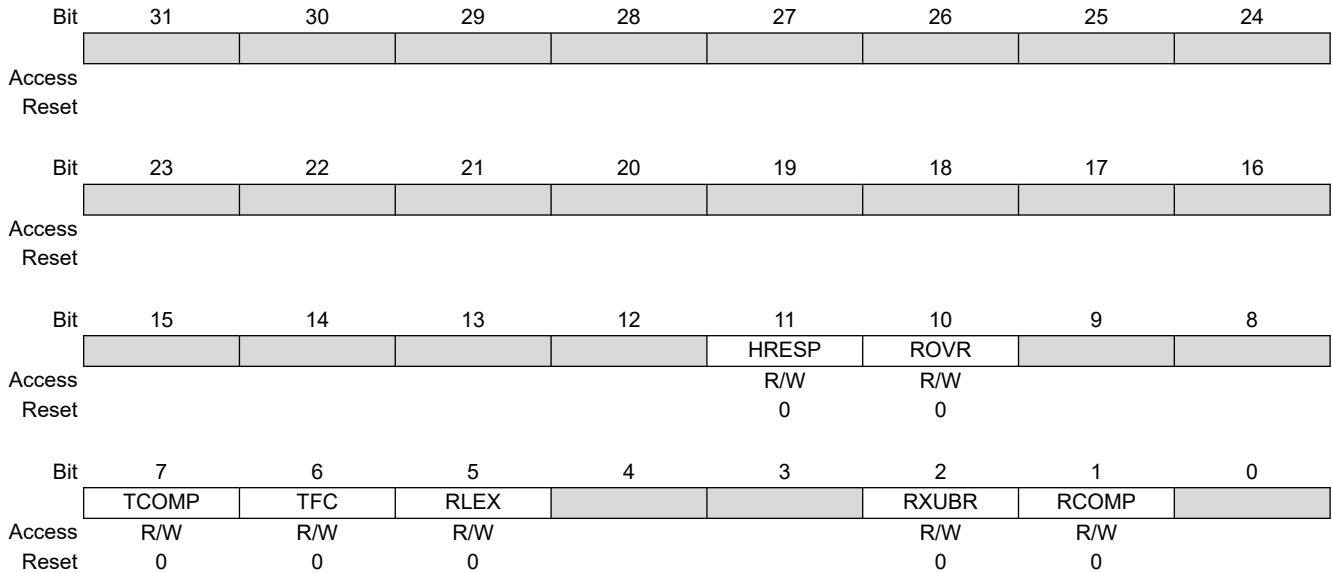 Bit 31 30 29 28 27 26 25 24
Access
Reset
Bit 23 22 21 20 19 18 17 16
Access
Reset
Bit 15 14 13 12 11 10 9 8
HRESP ROVR
Access R/W R/W
Reset 0 0
Bit 7 6 5 4 3 2 1 0
TCOMP TFC RLEX RXUBR RCOMP
Access R/W R/W R/W R/W R/W
Reset 0 0 0 0 0